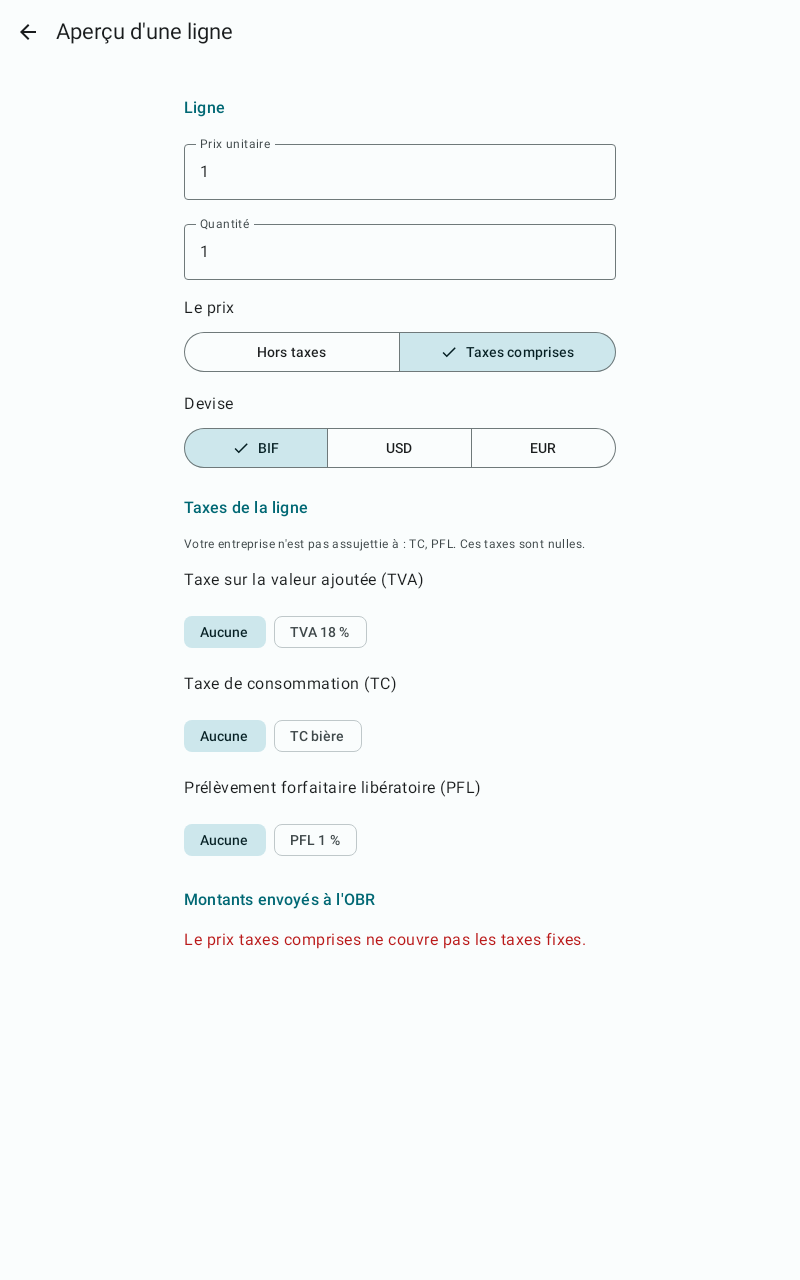 Aperçu d'une ligne
Ligne
Prix unitaire
1
Quantité
1
Le prix
Hors taxes
Taxes comprises
Devise
BIF
USD
EUR
Taxes de la ligne
Votre entreprise n'est pas assujettie à : TC, PFL. Ces taxes sont nulles.
Taxe sur la valeur ajoutée (TVA)
Aucune
TVA 18 %
Taxe de consommation (TC)
Aucune
TC bière
Prélèvement forfaitaire libératoire (PFL)
Aucune
PFL 1 %
Montants envoyés à l'OBR
Le prix taxes comprises ne couvre pas les taxes fixes.